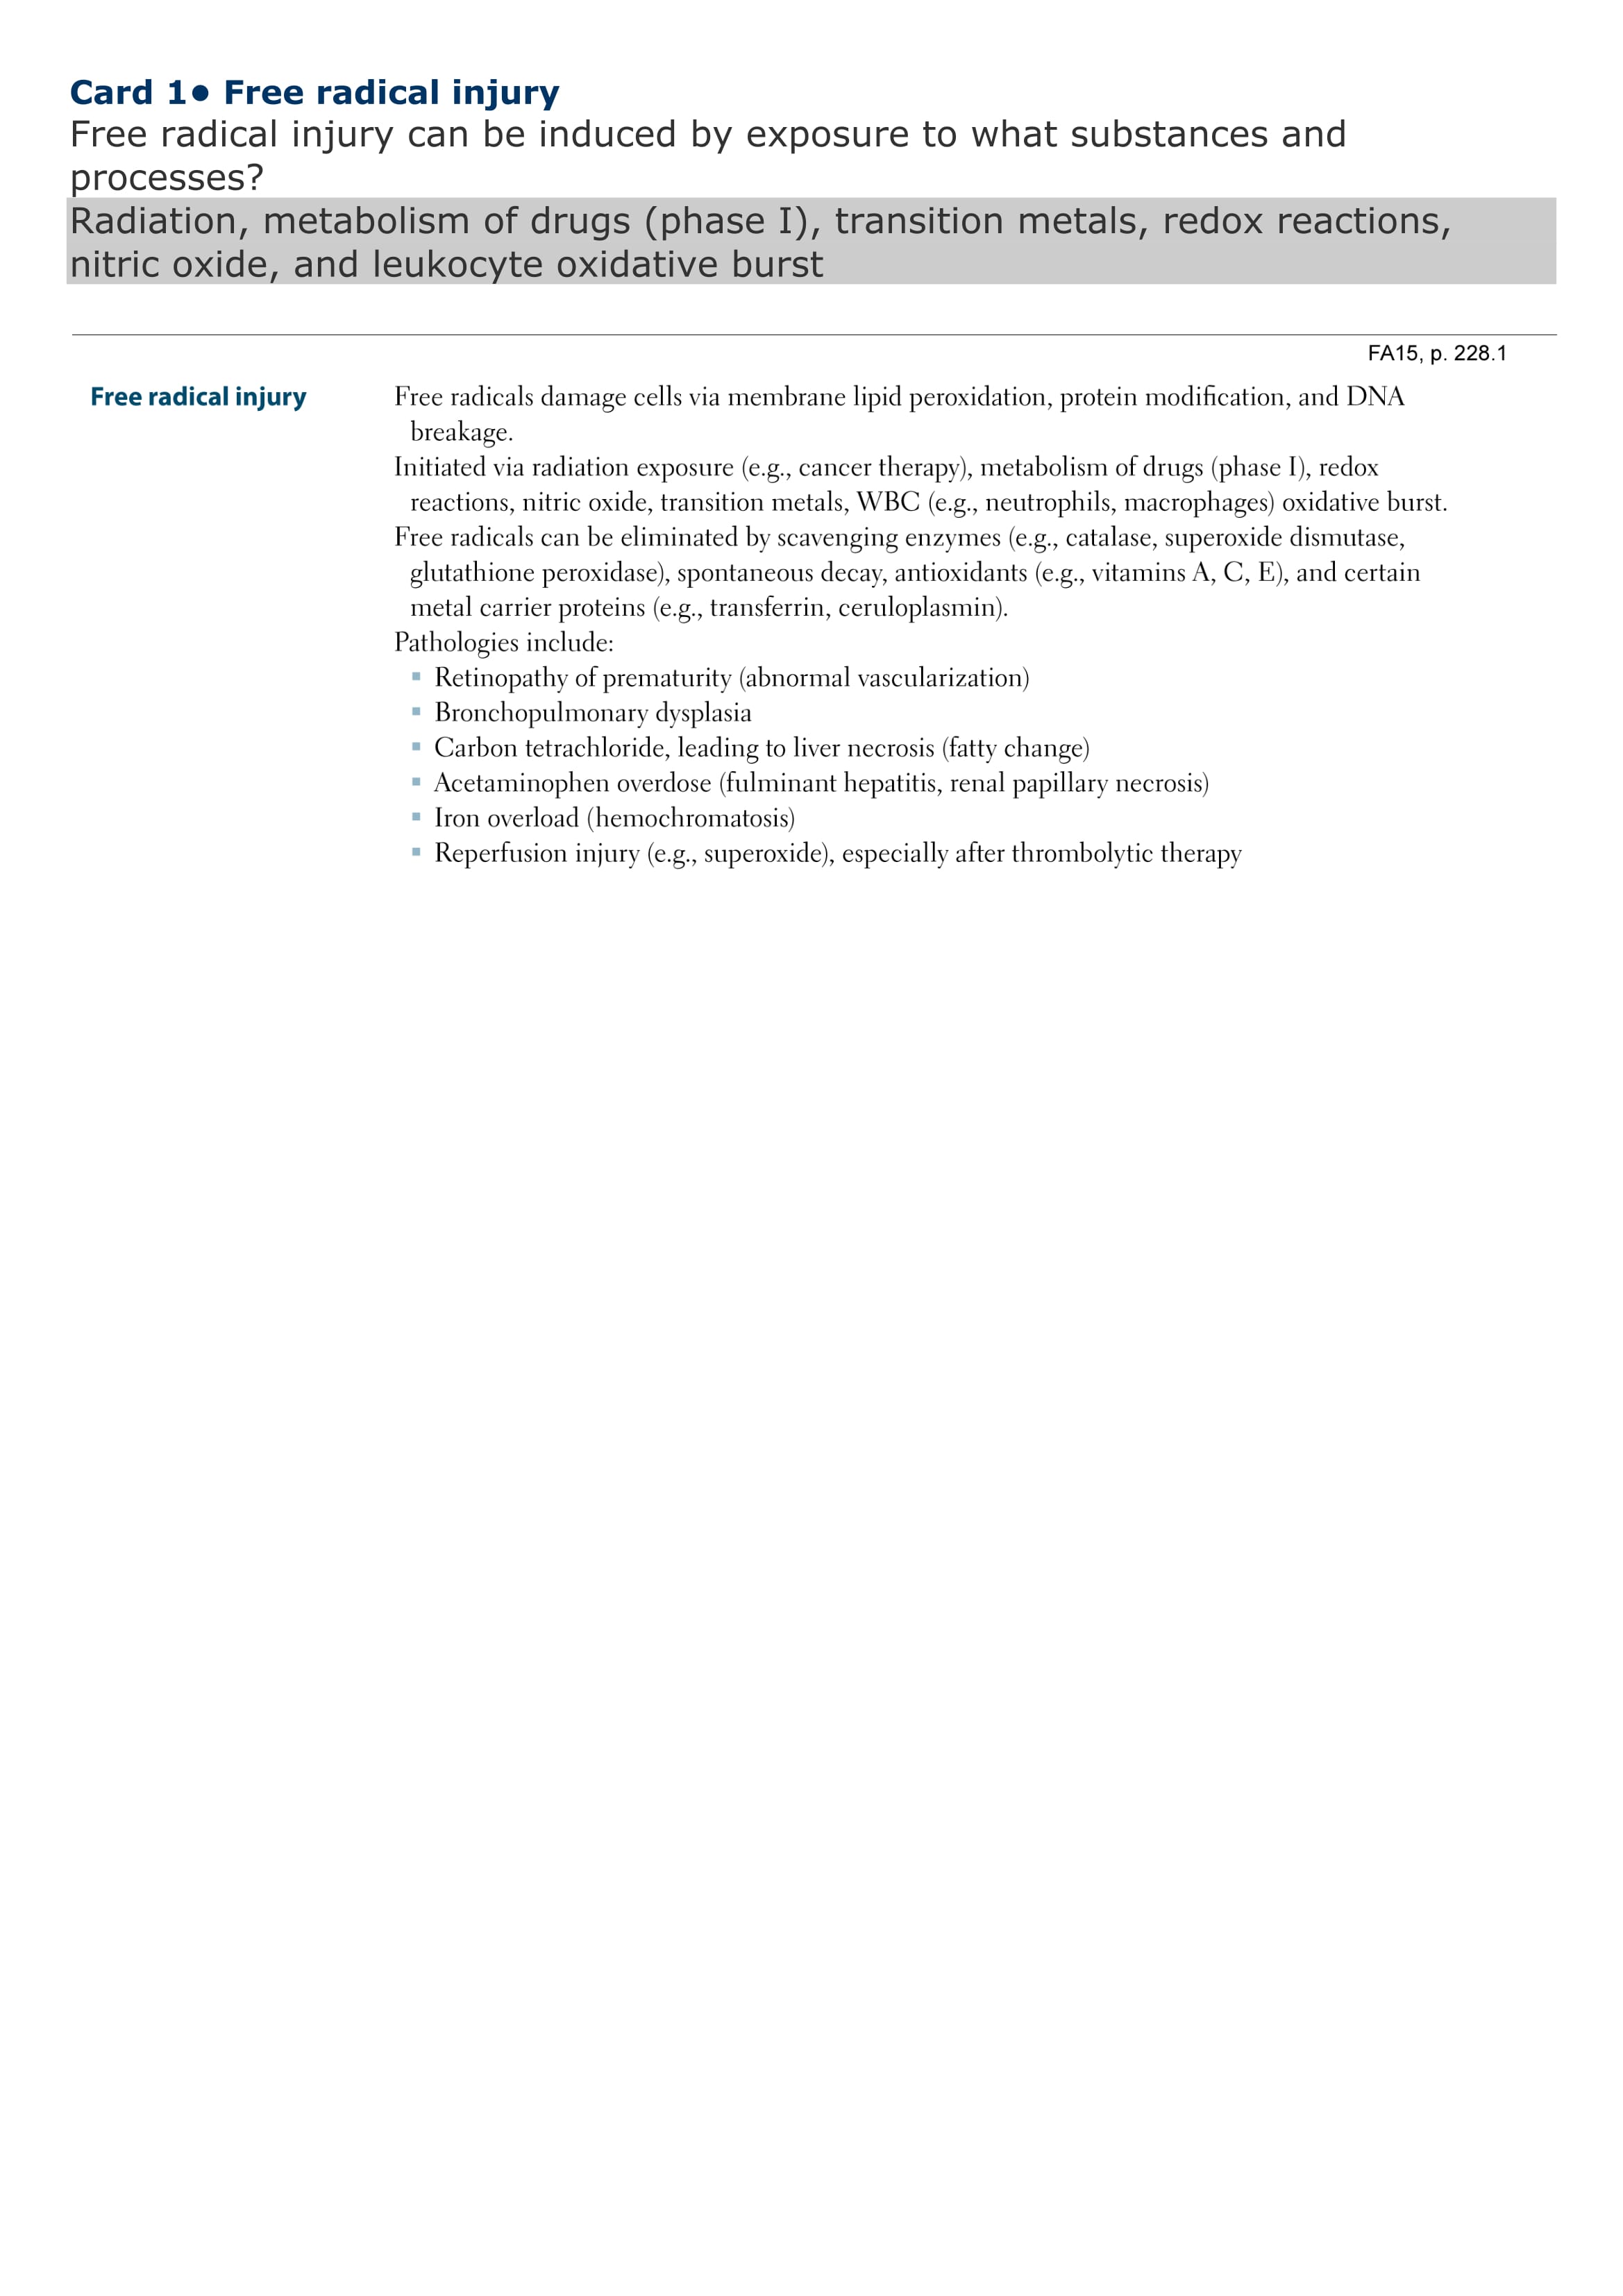 Card 1● Free radical injury
Free radical injury can be induced by exposure to what substances and
processes?
Radiation, metabolism of drugs (phase I), transition metals, redox reactions,
nitric oxide, and leukocyte oxidative burst
FA15, p. 228.1
Free radical injury
Free radicals damage cells via membrane lipid peroxidation, protein modification, and DNA
breakage.
Initiated via radiation exposure (e.g., cancer therapy), metabolism of drugs (phase I), redox
reactions, nitric oxide, transition metals, WBC (e.g., neutrophils, macrophages) oxidative burst.
Free radicals can be eliminated by scavenging enzymes (e.g., catalase, superoxide dismutase,
glutathione peroxidase), spontaneous decay, antioxidants (e.g., vitamins A, C, E), and certain
metal carrier proteins (e.g., transferrin, ceruloplasmin).
Pathologies include:
▪ Retinopathy of prematurity (abnormal vascularization)
▪ Bronchopulmonary dysplasia
▪ Carbon tetrachloride, leading to liver necrosis (fatty change)
▪ Acetaminophen overdose (fulminant hepatitis, renal papillary necrosis)
▪ Iron overload (hemochromatosis)
▪ Reperfusion injury (e.g., superoxide), especially after thrombolytic therapy